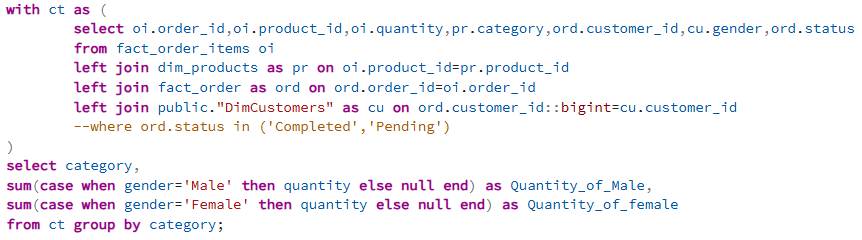 with ct as (
select oi.order_id,oi.product_id,oi.quantity,pr.category,ord.customer_id,cu.gender,ord.status
from fact_order_items oi
left join dim_products as pr on oi.product_id=pr.product_id
left join fact_order as ord on ord.order_id=oi.order_id
left join public."DimCustomers" as cu on ord.customer_id::bigint=cu.customer_id
--where ord.status in ('Completed','Pending')
)
select category,
sum(case when gender='Male' then quantity else null end) as Quantity_of_Male,
sum(case when gender='Female' then quantity else null end) as Quantity_of_female
from ct group by category;